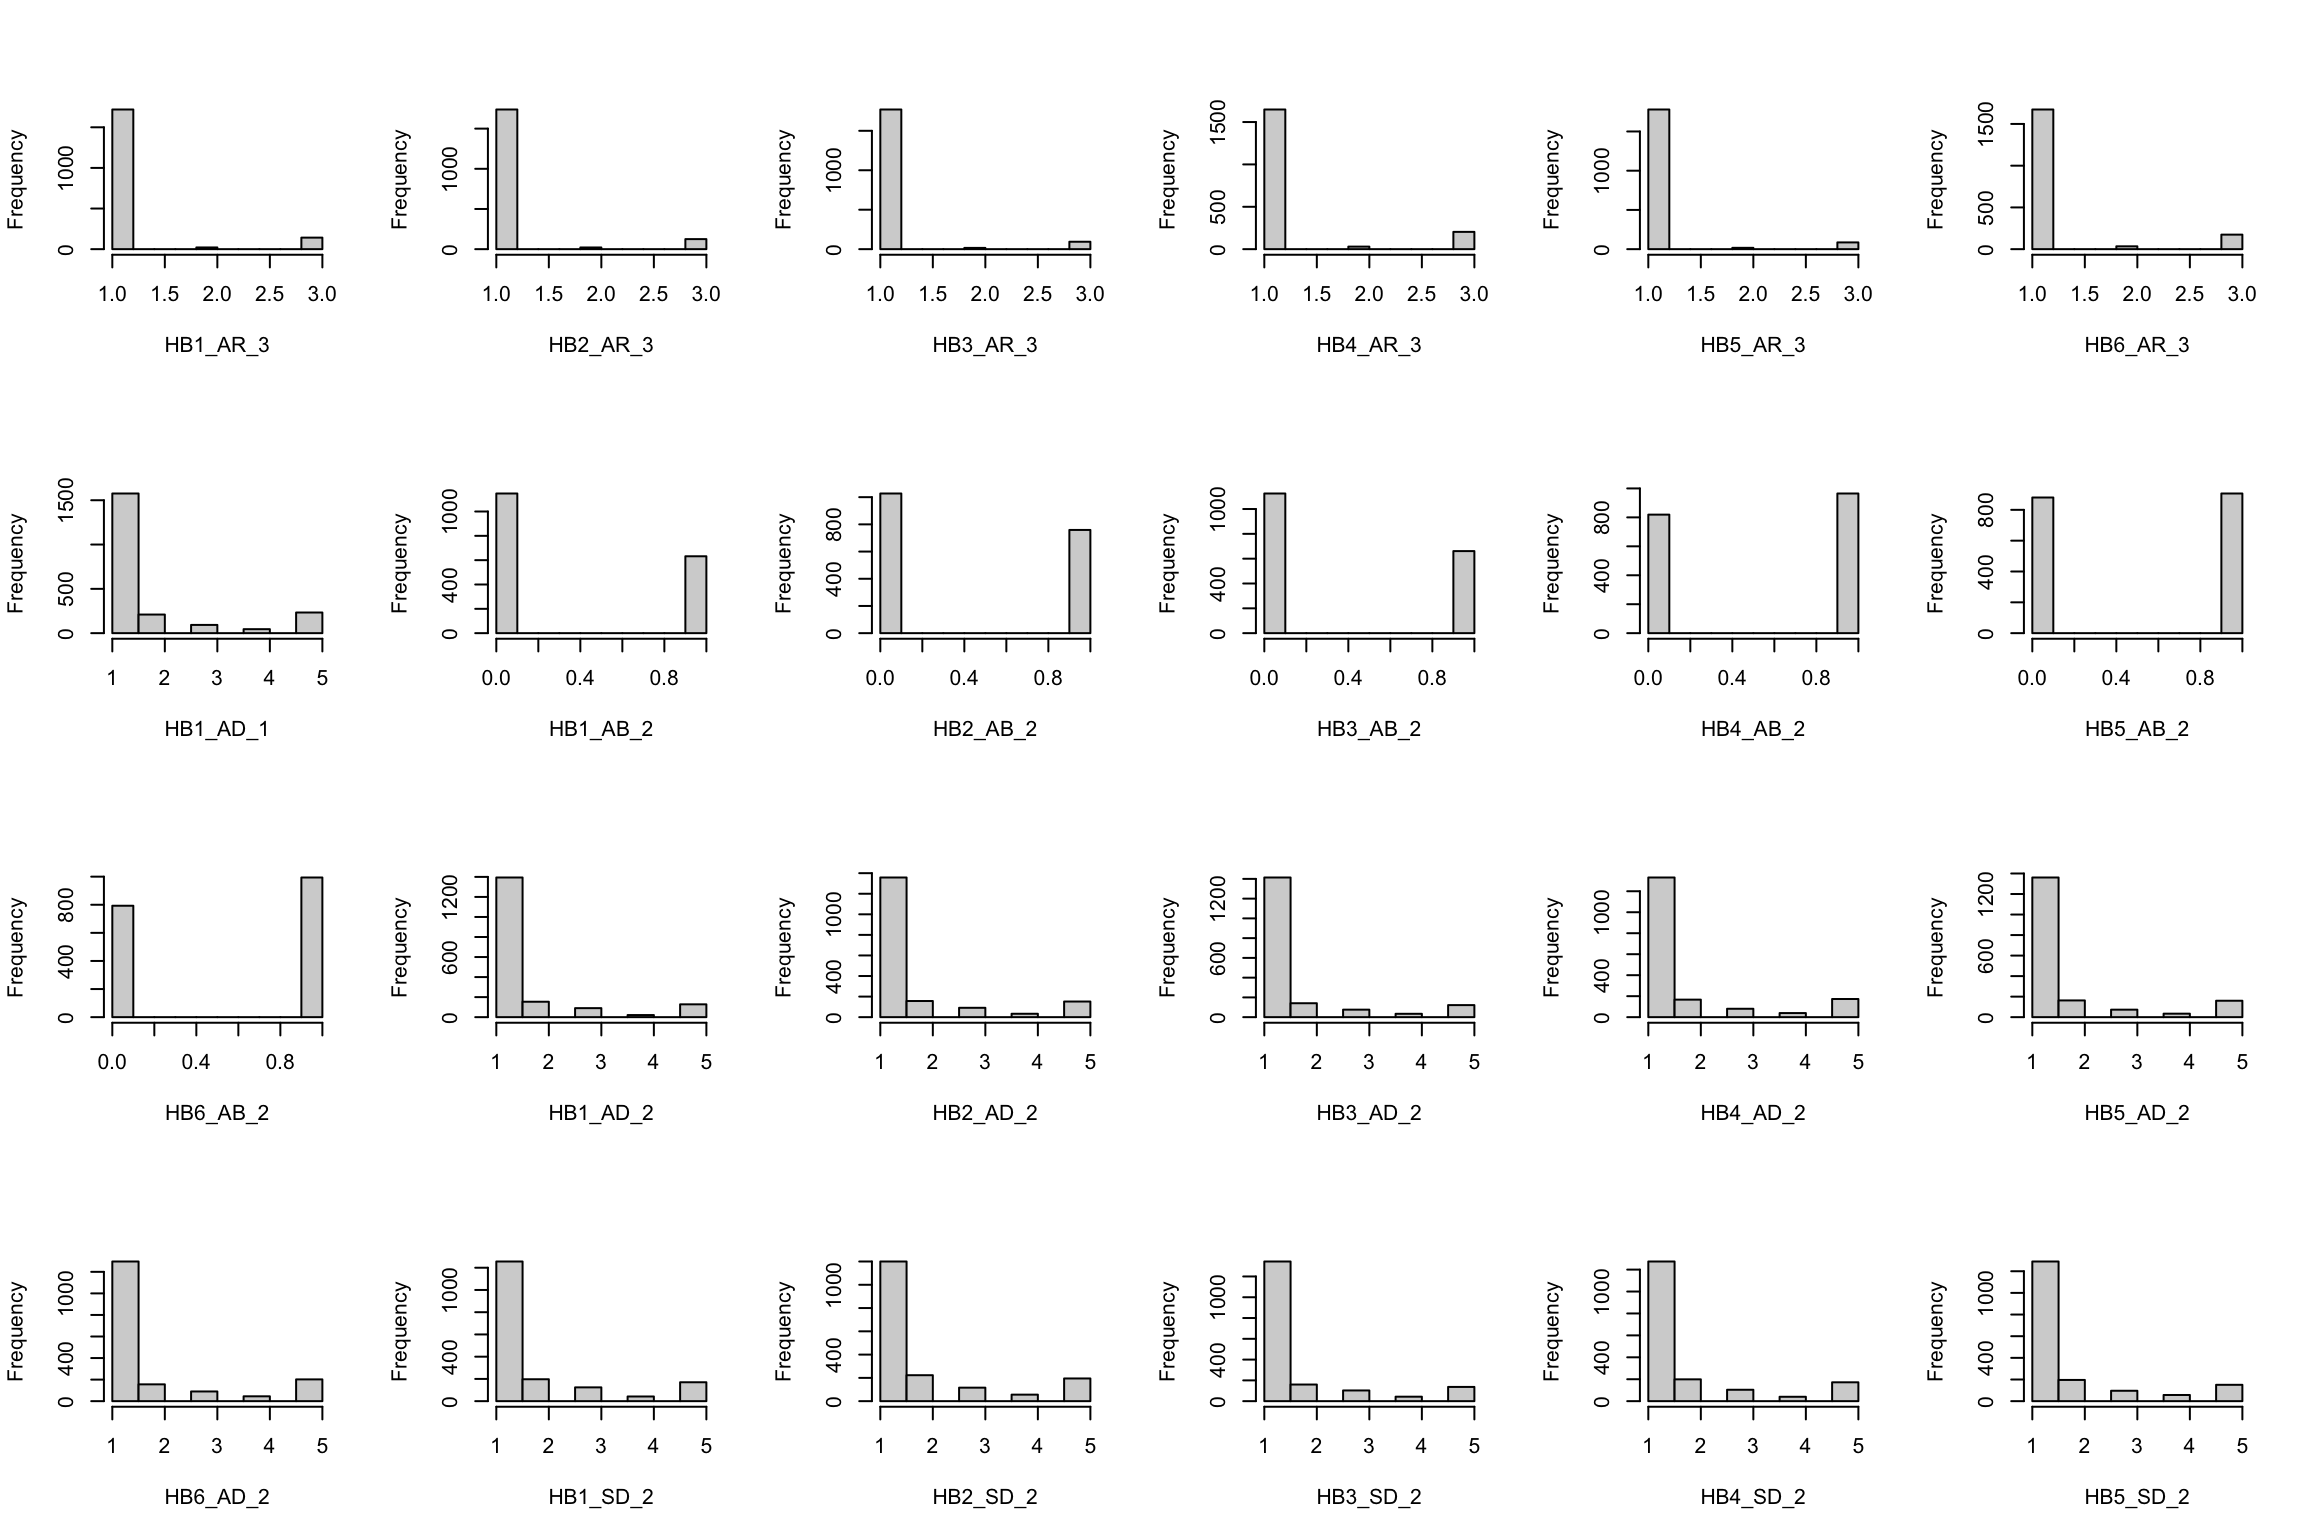 Frequency
0 1000
1.0 1.5 2.0 2.5 3.0
HB1_AR_3
Frequency
0 1000
1.0 1.5 2.0 2.5 3.0
HB2_AR_3
Frequency
0 1000
1.0 1.5 2.0 2.5 3.0
HB3_AR_3
Frequency
0 500 1500
1.0 1.5 2.0 2.5 3.0
HB4_AR_3
Frequency
0 1000
1.0 1.5 2.0 2.5 3.0
HB5_AR_3
Frequency
0 500 1500
1.0 1.5 2.0 2.5 3.0
HB6_AR_3
Frequency
0 500 1500
1 2 3 4 5
HB1_AD_1
Frequency
0 400 1000
0.0 0.4 0.8
HB1_AB_2
Frequency
0 400 800
0.0 0.4 0.8
HB2_AB_2
Frequency
0 400 1000
0.0 0.4 0.8
HB3_AB_2
Frequency
0 400 800
0.0 0.4 0.8
HB4_AB_2
Frequency
0 400 800
0.0 0.4 0.8
HB5_AB_2
Frequency
0 400 800
0.0 0.4 0.8
HB6_AB_2
Frequency
0 600 1200
1 2 3 4 5
HB1_AD_2
Frequency
0 400 1000
1 2 3 4 5
HB2_AD_2
Frequency
0 600 1200
1 2 3 4 5
HB3_AD_2
Frequency
0 400 1000
1 2 3 4 5
HB4_AD_2
Frequency
0 600 1200
1 2 3 4 5
HB5_AD_2
Frequency
0 400 1000
1 2 3 4 5
HB6_AD_2
Frequency
0 400 1000
1 2 3 4 5
HB1_SD_2
Frequency
0 400 1000
1 2 3 4 5
HB2_SD_2
Frequency
0 400 1000
1 2 3 4 5
HB3_SD_2
Frequency
0 400 1000
1 2 3 4 5
HB4_SD_2
Frequency
0 400 1000
1 2 3 4 5
HB5_SD_2